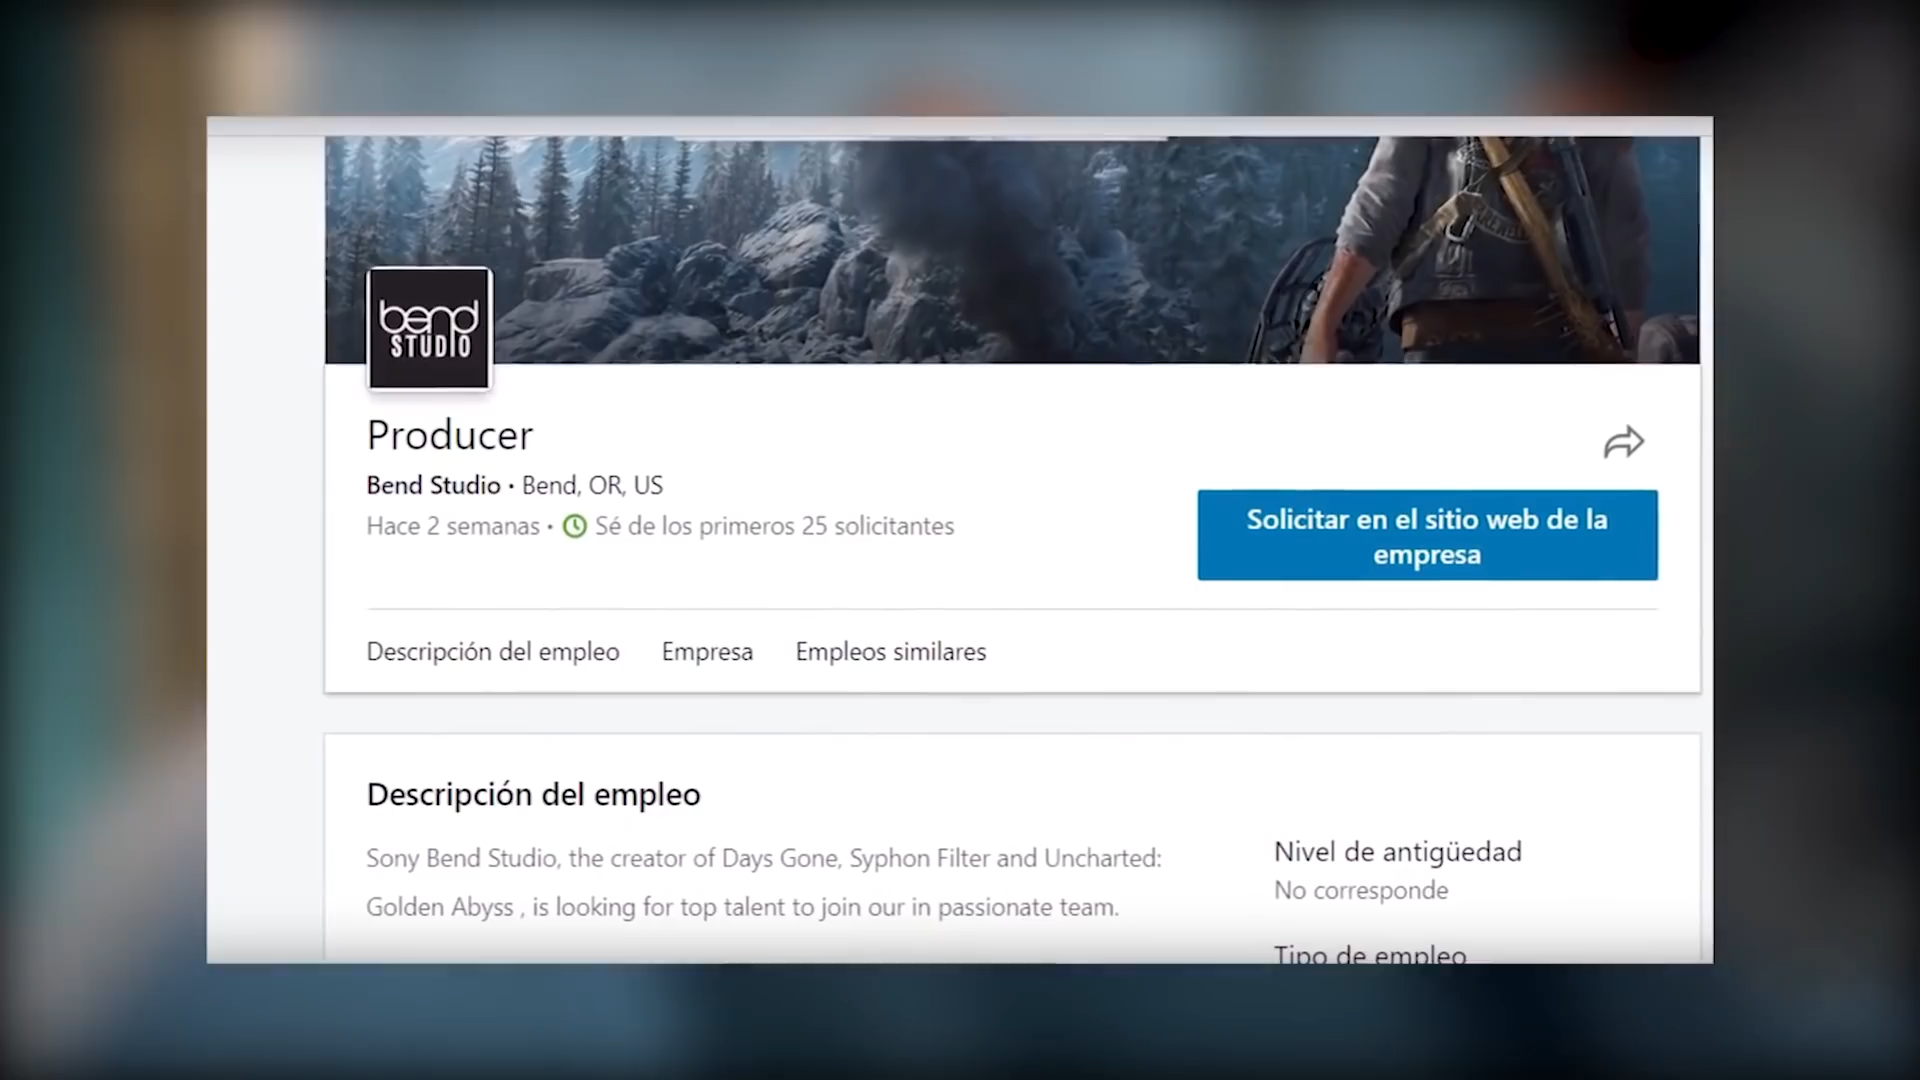 bend
STUDIO
Producer
Bend Studio • Bend, OR, US
Hace 2 semanas • Sé de los primeros 25 solicitantes
Solicitar en el sitio web de la
empresa
Descripción del empleo Empresa Empleos similares
Descripción del empleo
Sony Bend Studio, the creator of Days Gone, Syphon Filter and Uncharted:
Golden Abyss , is looking for top talent to join our in passionate team.
Nivel de antigüedad
No corresponde
Tipo de empleo